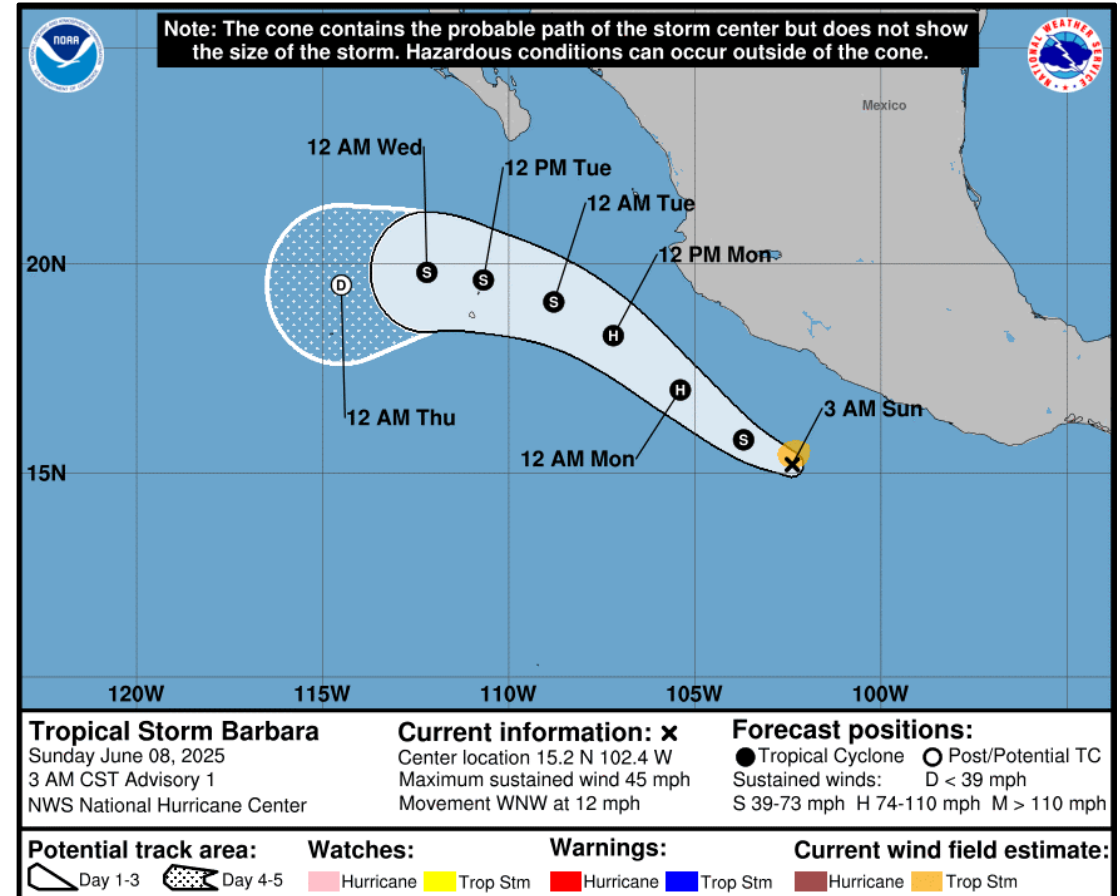 Note: The cone contains the probable path of the storm center but does not show
the size of the storm. Hazardous conditions can occur outside of the cone.
NOAA
NATIONAL WEATHER SERVICE
Mexico
12 AM Wed
12 PM Tue
12 AM Tue
12 PM Mon
20N
S
S
S
D
H
H
12 AM Thu
3 AM Sun
S
12 AM Mon
15N
120W
115W
110W
105W
100W
Tropical Storm Barbara
Sunday June 08, 2025
3 AM CST Advisory 1
NWS National Hurricane Center
Current information: ×
Center location 15.2 N 102.4 W
Maximum sustained wind 45 mph
Movement WNW at 12 mph
Forecast positions:
Tropical Cyclone Post/Potential TC
Sustained winds: D < 39 mph
S 39-73 mph H 74-110 mph M > 110 mph
Potential track area:
Day 1-3 Day 4-5
Watches:
Hurricane Trop Stm
Warnings:
Hurricane Trop Stm
Current wind field estimate:
Hurricane Trop Stm